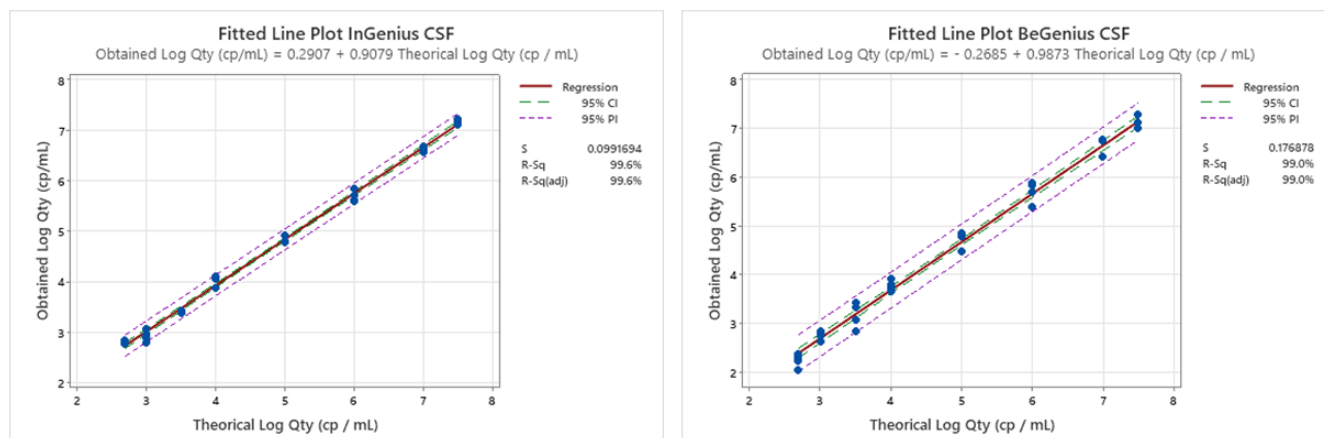 Fitted Line Plot InGenius CSF
Obtained Log Qty (cp/mL) = 0.2907 + 0.9079 Theorical Log Qty (cp / mL)
8
7
6
5
4
3
2
Obtained Log Qty (cp/mL)
2 3 4 5 6 7 8
Theorical Log Qty (cp / mL)
Regression
95% CI
95% PI
S 0.0991694
R-Sq 99.6%
R-Sq(adj) 99.6%
Fitted Line Plot BeGenius CSF
Obtained Log Qty (cp/mL) = - 0.2685 + 0.9873 Theorical Log Qty (cp / mL)
8
7
6
5
4
3
2
Obtained Log Qty (cp/mL)
2 3 4 5 6 7 8
Theorical Log Qty (cp / mL)
Regression
95% CI
95% PI
S 0.176878
R-Sq 99.0%
R-Sq(adj) 99.0%